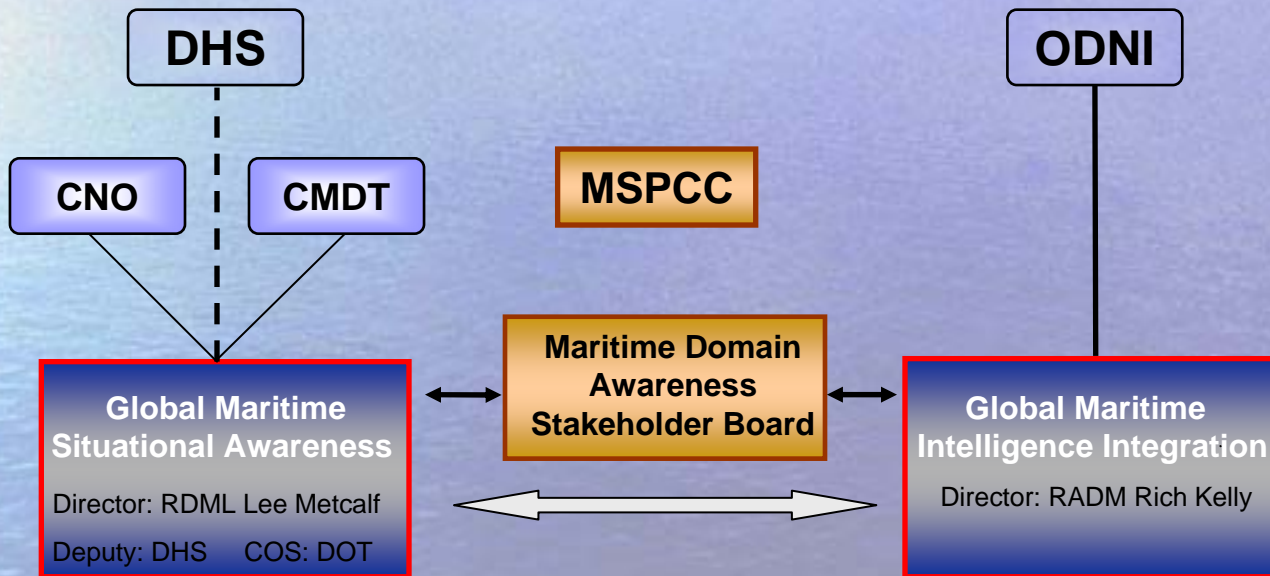 DHS
ODNI
CNO
CMDT
MSPCC
Maritime Domain
Awareness
Stakeholder Board
Global Maritime
Situational Awareness
Director: RDML Lee Metcalf
Deputy: DHS COS: DOT
Global Maritime
Intelligence Integration
Director: RADM Rich Kelly